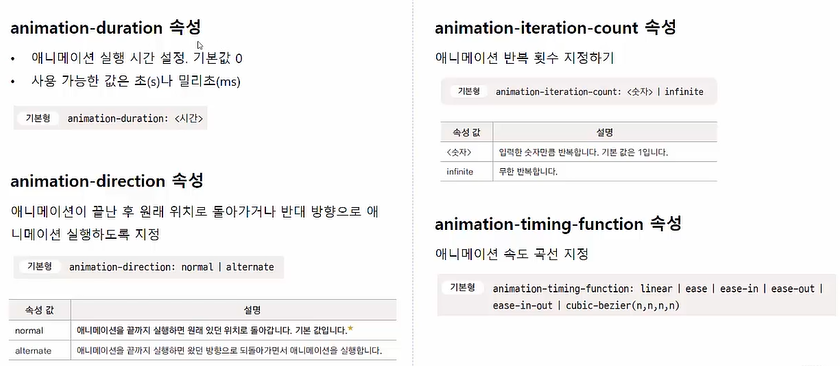 animation-duration 속성
• 애니메이션 실행 시간 설정. 기본값 0
• 사용 가능한 값은 초(s)나 밀리초(ms)
기본형 animation-duration: <시간>
animation-direction 속성
애니메이션이 끝난 후 원래 위치로 돌아가거나 반대 방향으로 애
니메이션 실행하도록 지정
기본형 animation-direction: normal | alternate
속성 값 설명
normal 애니메이션을 끝까지 실행하면 원래 있던 위치로 돌아갑니다. 기본 값입니다.*
alternate 애니메이션을 끝까지 실행하면 왔던 방향으로 되돌아가면서 애니메이션을 실행합니다.
animation-iteration-count 속성
애니메이션 반복 횟수 지정하기
기본형 animation-iteration-count: <숫자> | infinite
속성 값 설명
<숫자> 입력한 숫자만큼 반복합니다. 기본 값은 1입니다.
infinite 무한 반복합니다.
animation-timing-function 속성
애니메이션 속도 곡선 지정
기본형 animation-timing-function: linear | ease | ease-in | ease-out |
ease-in-out | cubic-bezier(n,n,n,n)